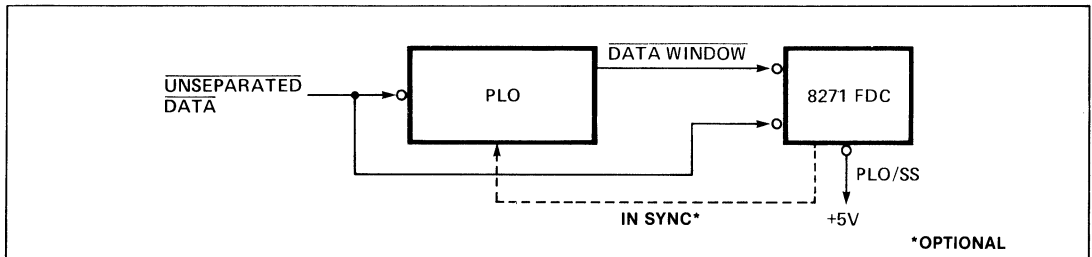 DATA WINDOW
UNSEPARATED
DATA
PLO
8271 FDC
PLO/SS
IN SYNC*
+5V
*OPTIONAL